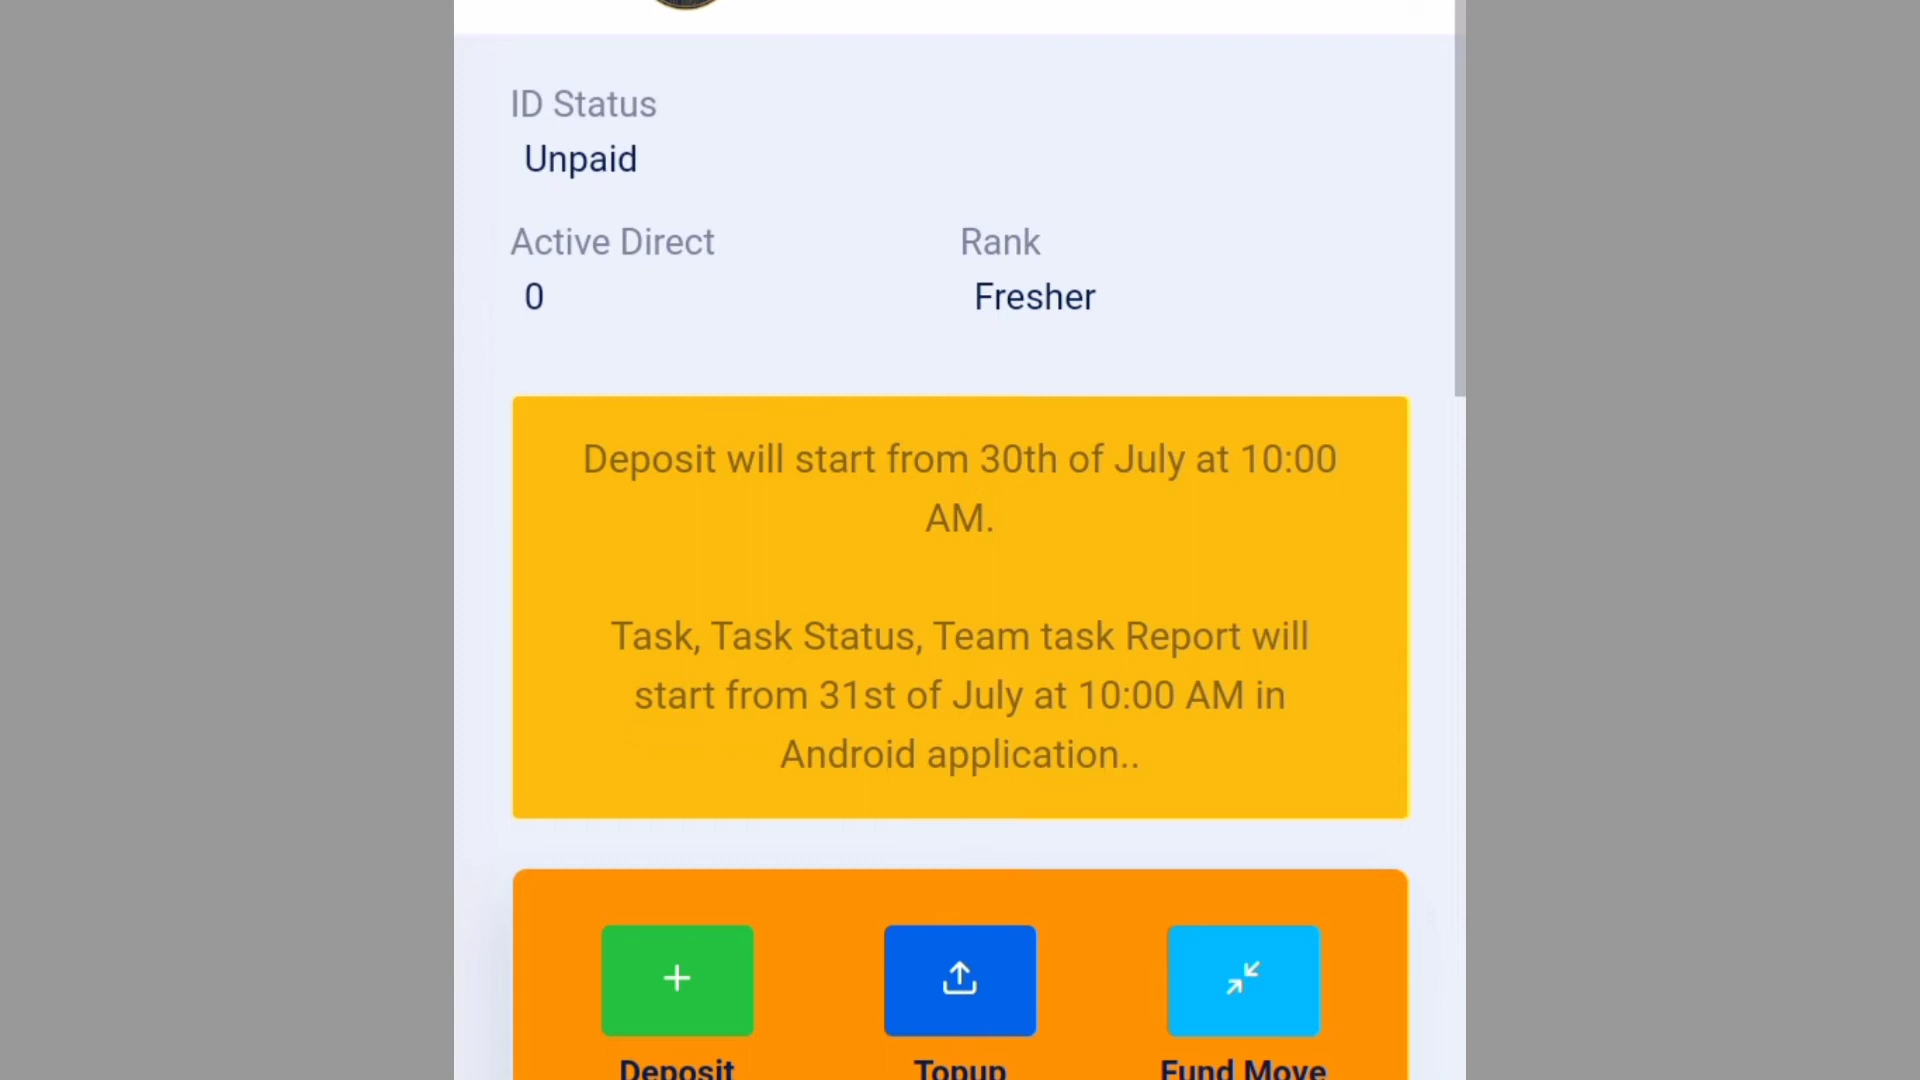 ID Status
Unpaid
Active Direct
Rank
0
Fresher
Deposit will start from 30th of July at 10:00
AM.
Task, Task Status, Team task Report will
start from 31st of July at 10:00 AM in
Android application..
Deposit
Topup
Fund Move